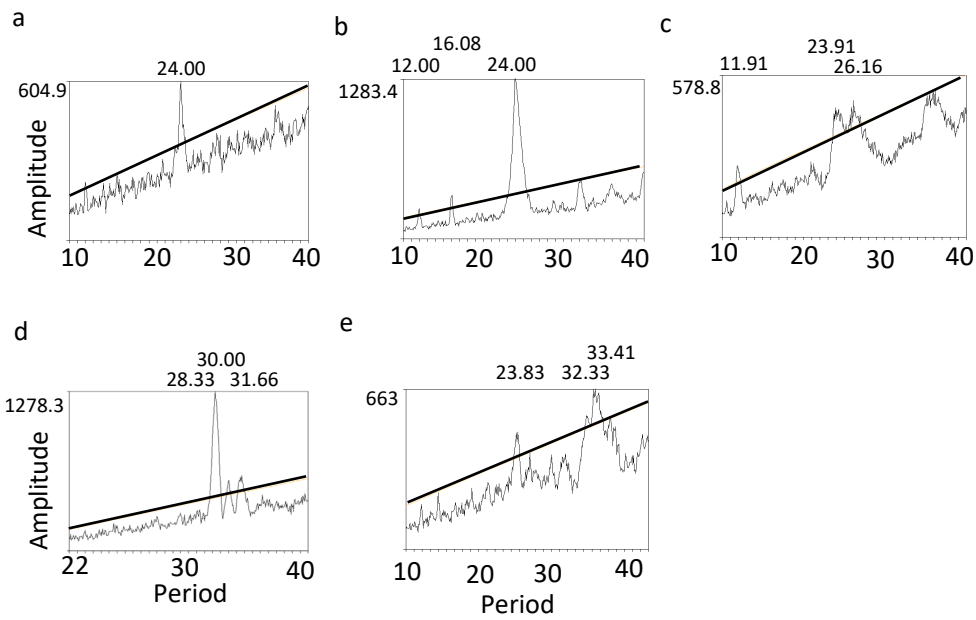 a
24.00
604.9
Amplitude
10 20 30 40
b
16.08
12.00 24.00
1283.4
10 20 30 40
c
23.91
11.91 26.16
578.8
10 20 30 40
d
30.00
28.33 31.66
1278.3
Amplitude
22 30 40
Period
e
33.41
23.83 32.33
663
10 20 30 40
Period